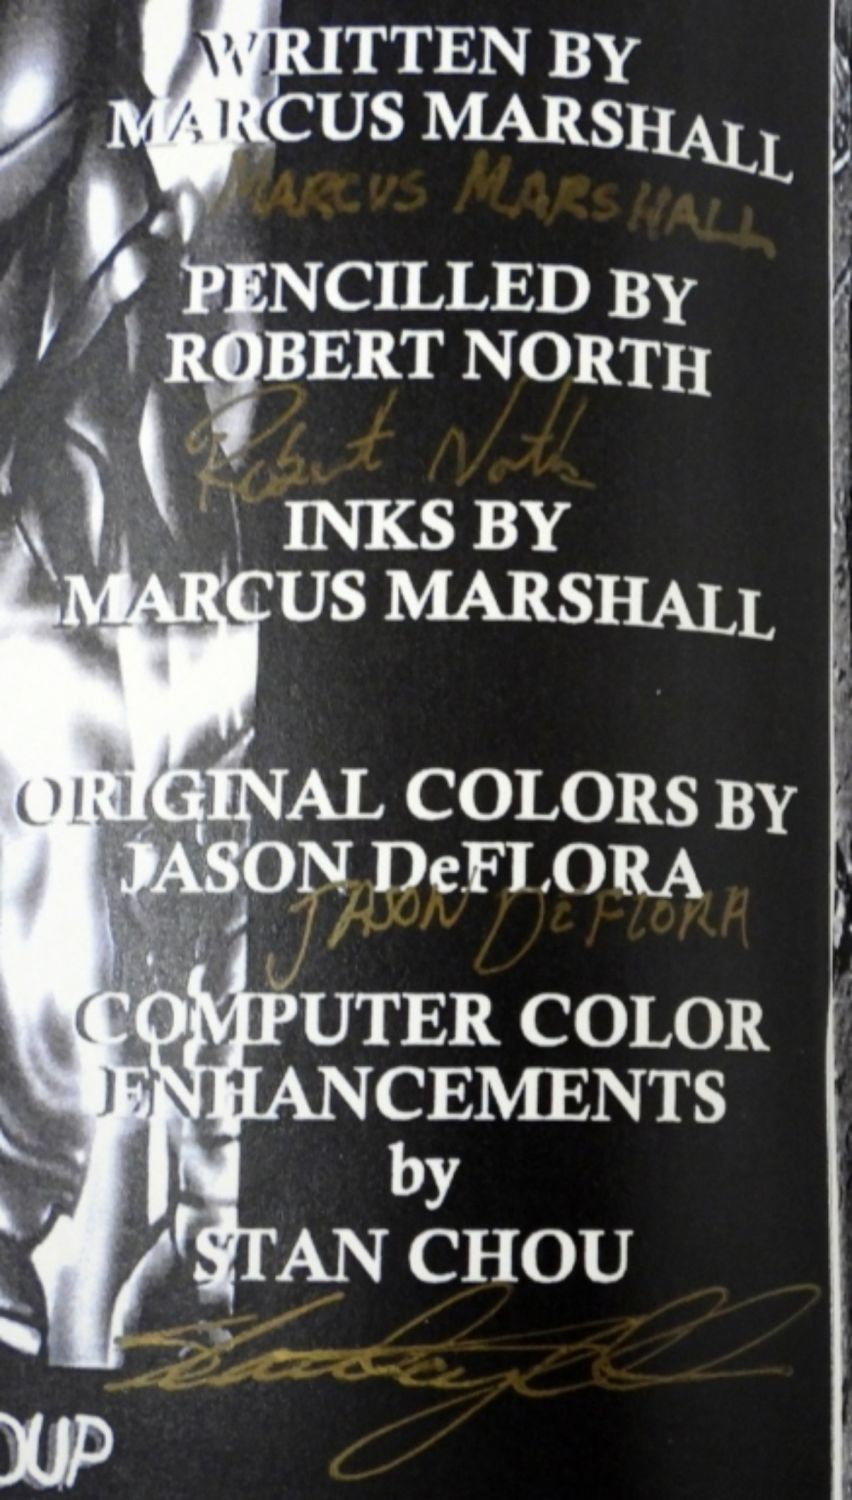 WRITTEN BY
MARCUS MARSHALL
MARCUS MARSHALL
PENCILLED BY
ROBERT NORTH
Robert North
INKS BY
MARCUS MARSHALL
ORIGINAL COLORS BY
JASON DeFLORA
JASON DeFLORA
COMPUTER COLOR
ENHANCEMENTS
by
STAN CHOU
OUP